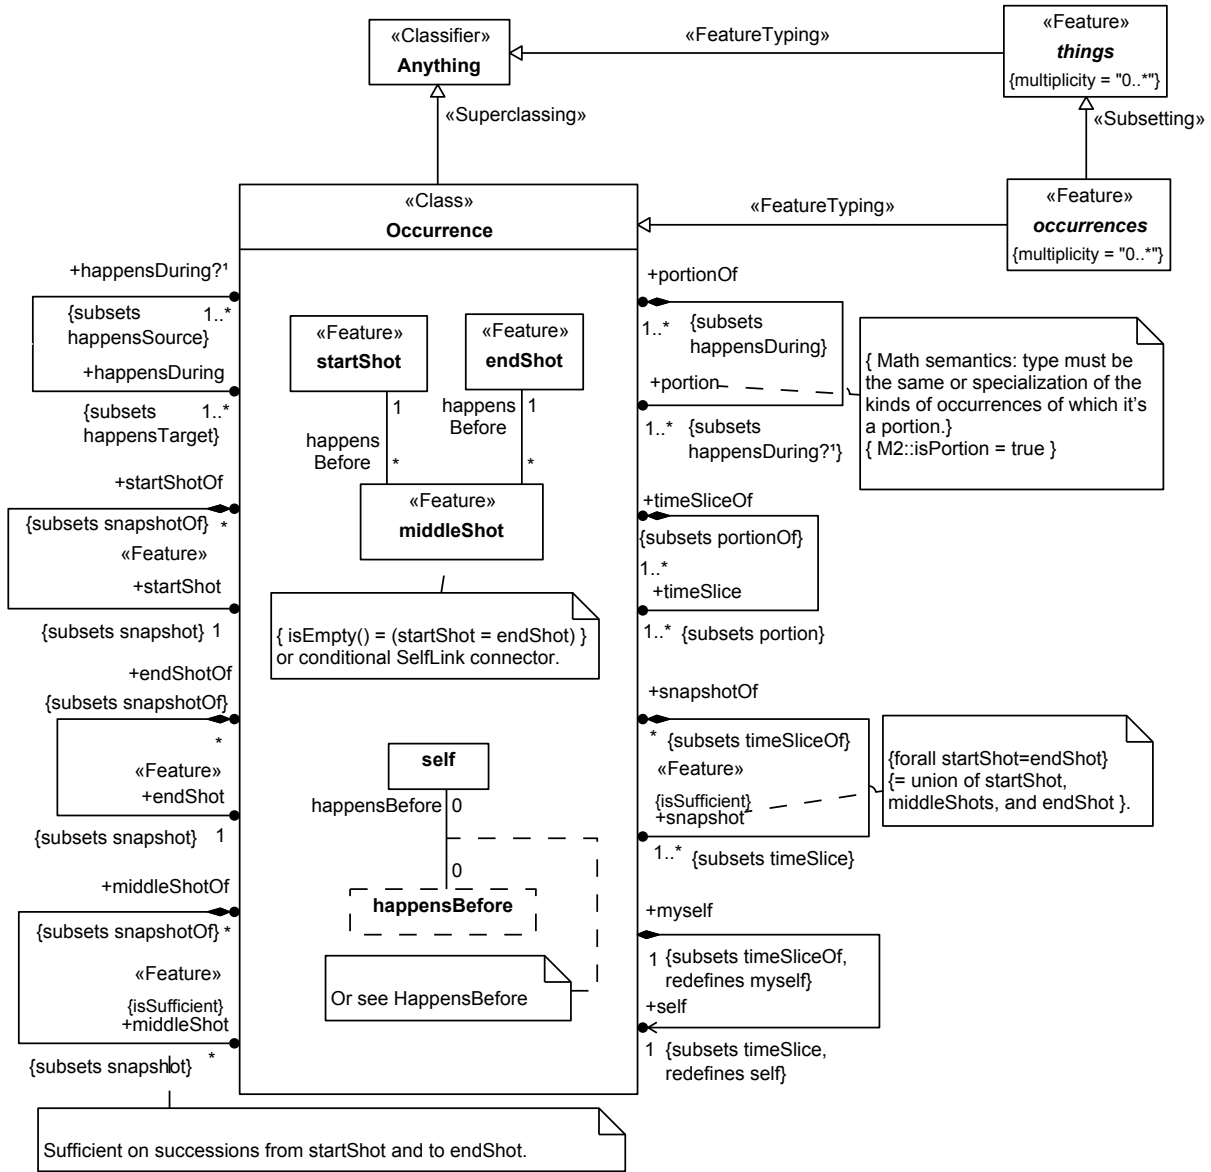 «Classifier»
Anything
«FeatureTyping»
«Feature»
things
{multiplicity = "0..*"}
«Superclassing»
«Subsetting»
«Class»
Occurrence
«FeatureTyping»
«Feature»
occurrences
{multiplicity = "0..*"}
+happensDuring?¹
{subsets
happensSource}
1..*
+happensDuring
{subsets
happensTarget}
1..*
+startShotOf
{subsets snapshotOf}
*
«Feature»
+startShot
{subsets snapshot}
1
+endShotOf
{subsets snapshotOf}
*
«Feature»
+endShot
{subsets snapshot}
1
+middleShotOf
{subsets snapshotOf}
*
«Feature»
{isSufficient}
+middleShot
{subsets snapshot}
*
Sufficient on successions from startShot and to endShot.
«Feature»
startShot
«Feature»
endShot
1
happens
Before
*
happens
Before
1
*
«Feature»
middleShot
{ isEmpty() = (startShot = endShot) }
or conditional SelfLink connector.
self
happensBefore
0
0
happensBefore
Or see HappensBefore
+portionOf
1..*
{subsets
happensDuring}
+portion
1..*
{subsets
happensDuring?¹}
{ Math semantics: type must be
the same or specialization of the
kinds of occurrences of which it’s
a portion.}
{ M2::isPortion = true }
+timeSliceOf
{subsets portionOf}
1..*
+timeSlice
1..*
{subsets portion}
+snapshotOf
*
{subsets timeSliceOf}
«Feature»
{isSufficient}
+snapshot
1..*
{subsets timeSlice}
{forall startShot=endShot}
{= union of startShot,
middleShots, and endShot }.
+myself
1
{subsets timeSliceOf,
redefines myself}
+self
1
{subsets timeSlice,
redefines self}